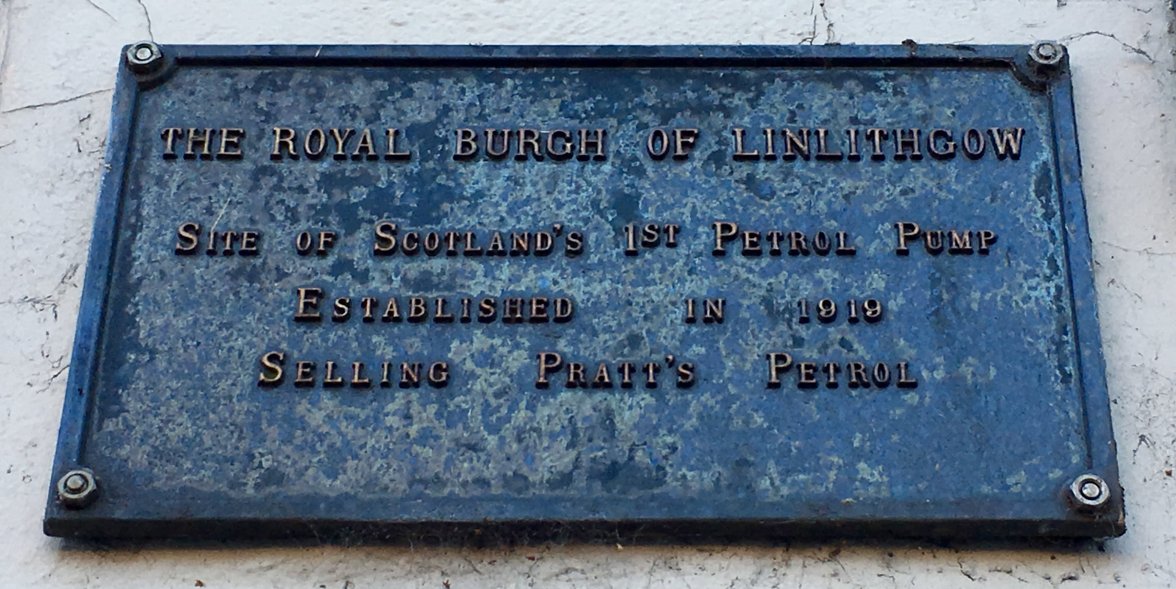 THE ROYAL BURGH OF LINLITHGOW
SITE OF SCOTLAND'S 1ST PETROL PUMP
ESTABLISHED IN 1919
SELLING PRATT'S PETROL